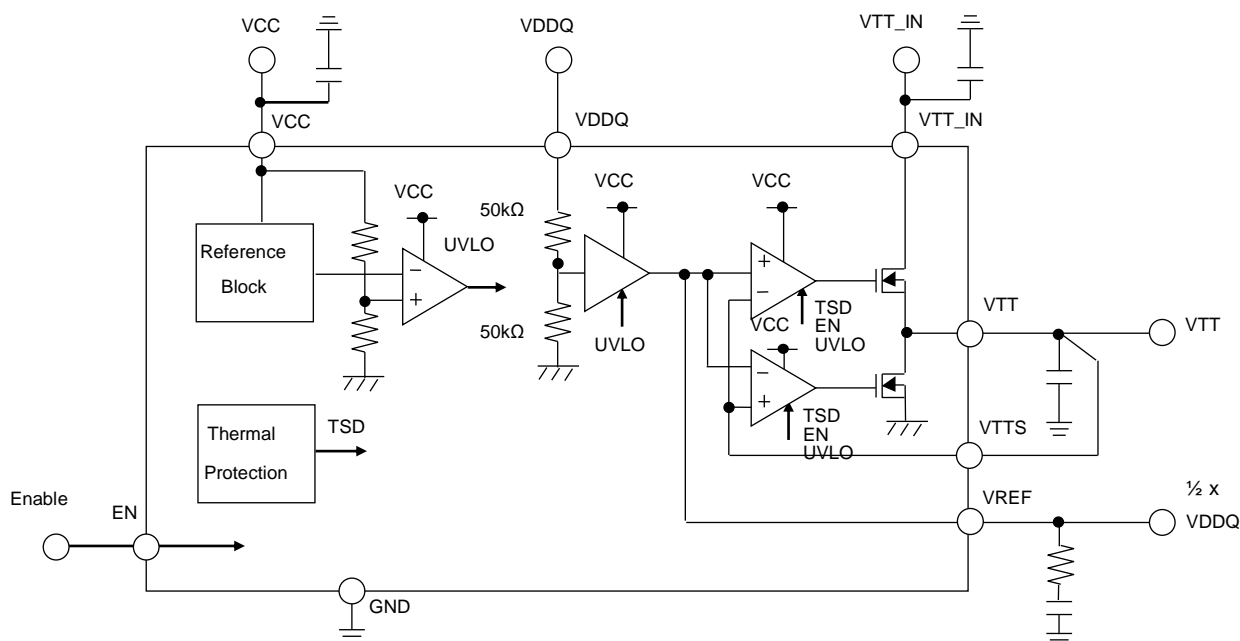 VCC
VDDQ
VTT_IN
VCC
VDDQ
VTT_IN
VCC
VCC
VCC
50kΩ
UVLO
Reference
Block
−
+
+
−
50kΩ
UVLO
TSD
EN
UVLO
VCC
VTT
VTT
−
+
TSD
EN
UVLO
Thermal
Protection
TSD
VTTS
Enable
EN
VREF
½ x
VDDQ
GND